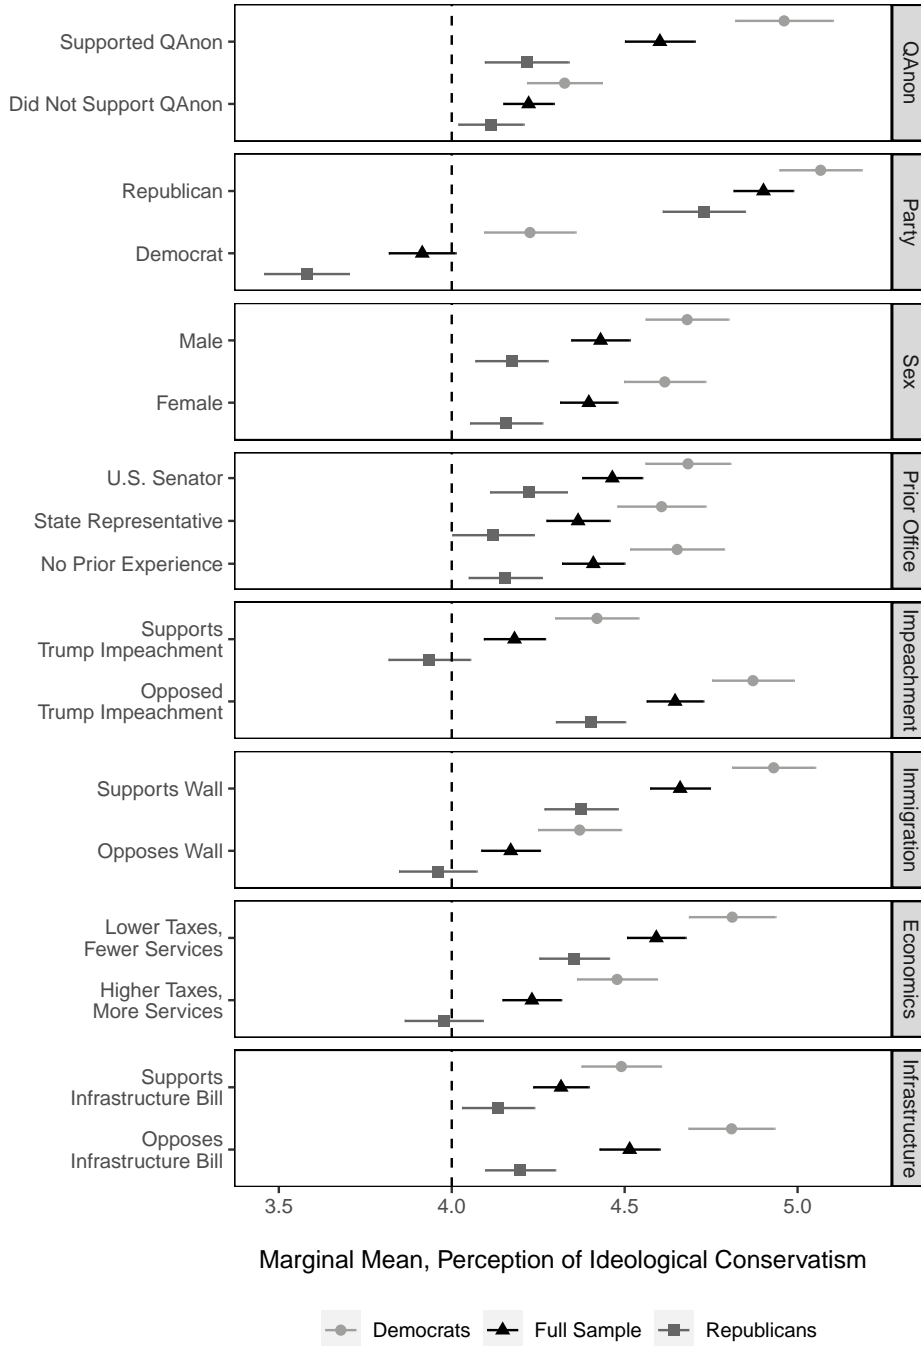 Supported QAnon
Did Not Support QAnon
QAnon
Republican
Democrat
Party
Male
Female
Sex
U.S. Senator
State Representative
No Prior Experience
Prior Office
Supports
Trump Impeachment
Opposed
Trump Impeachment
Impeachment
Supports Wall
Opposes Wall
Immigration
Lower Taxes,
Fewer Services
Higher Taxes,
More Services
Economics
Supports
Infrastructure Bill
Opposes
Infrastructure Bill
Infrastructure
3.5 4.0 4.5 5.0
Marginal Mean, Perception of Ideological Conservatism
Democrats Full Sample Republicans